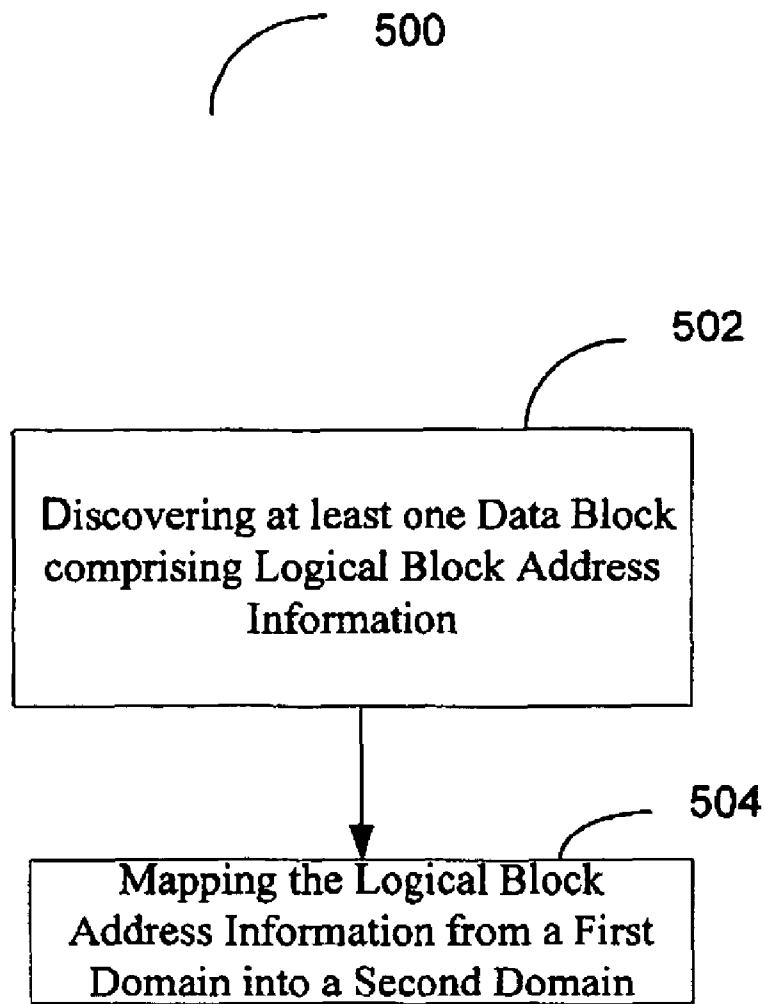 500
502
Discovering at least one Data Block
comprising Logical Block Address
Information
504
Mapping the Logical Block
Address Information from a First
Domain into a Second Domain